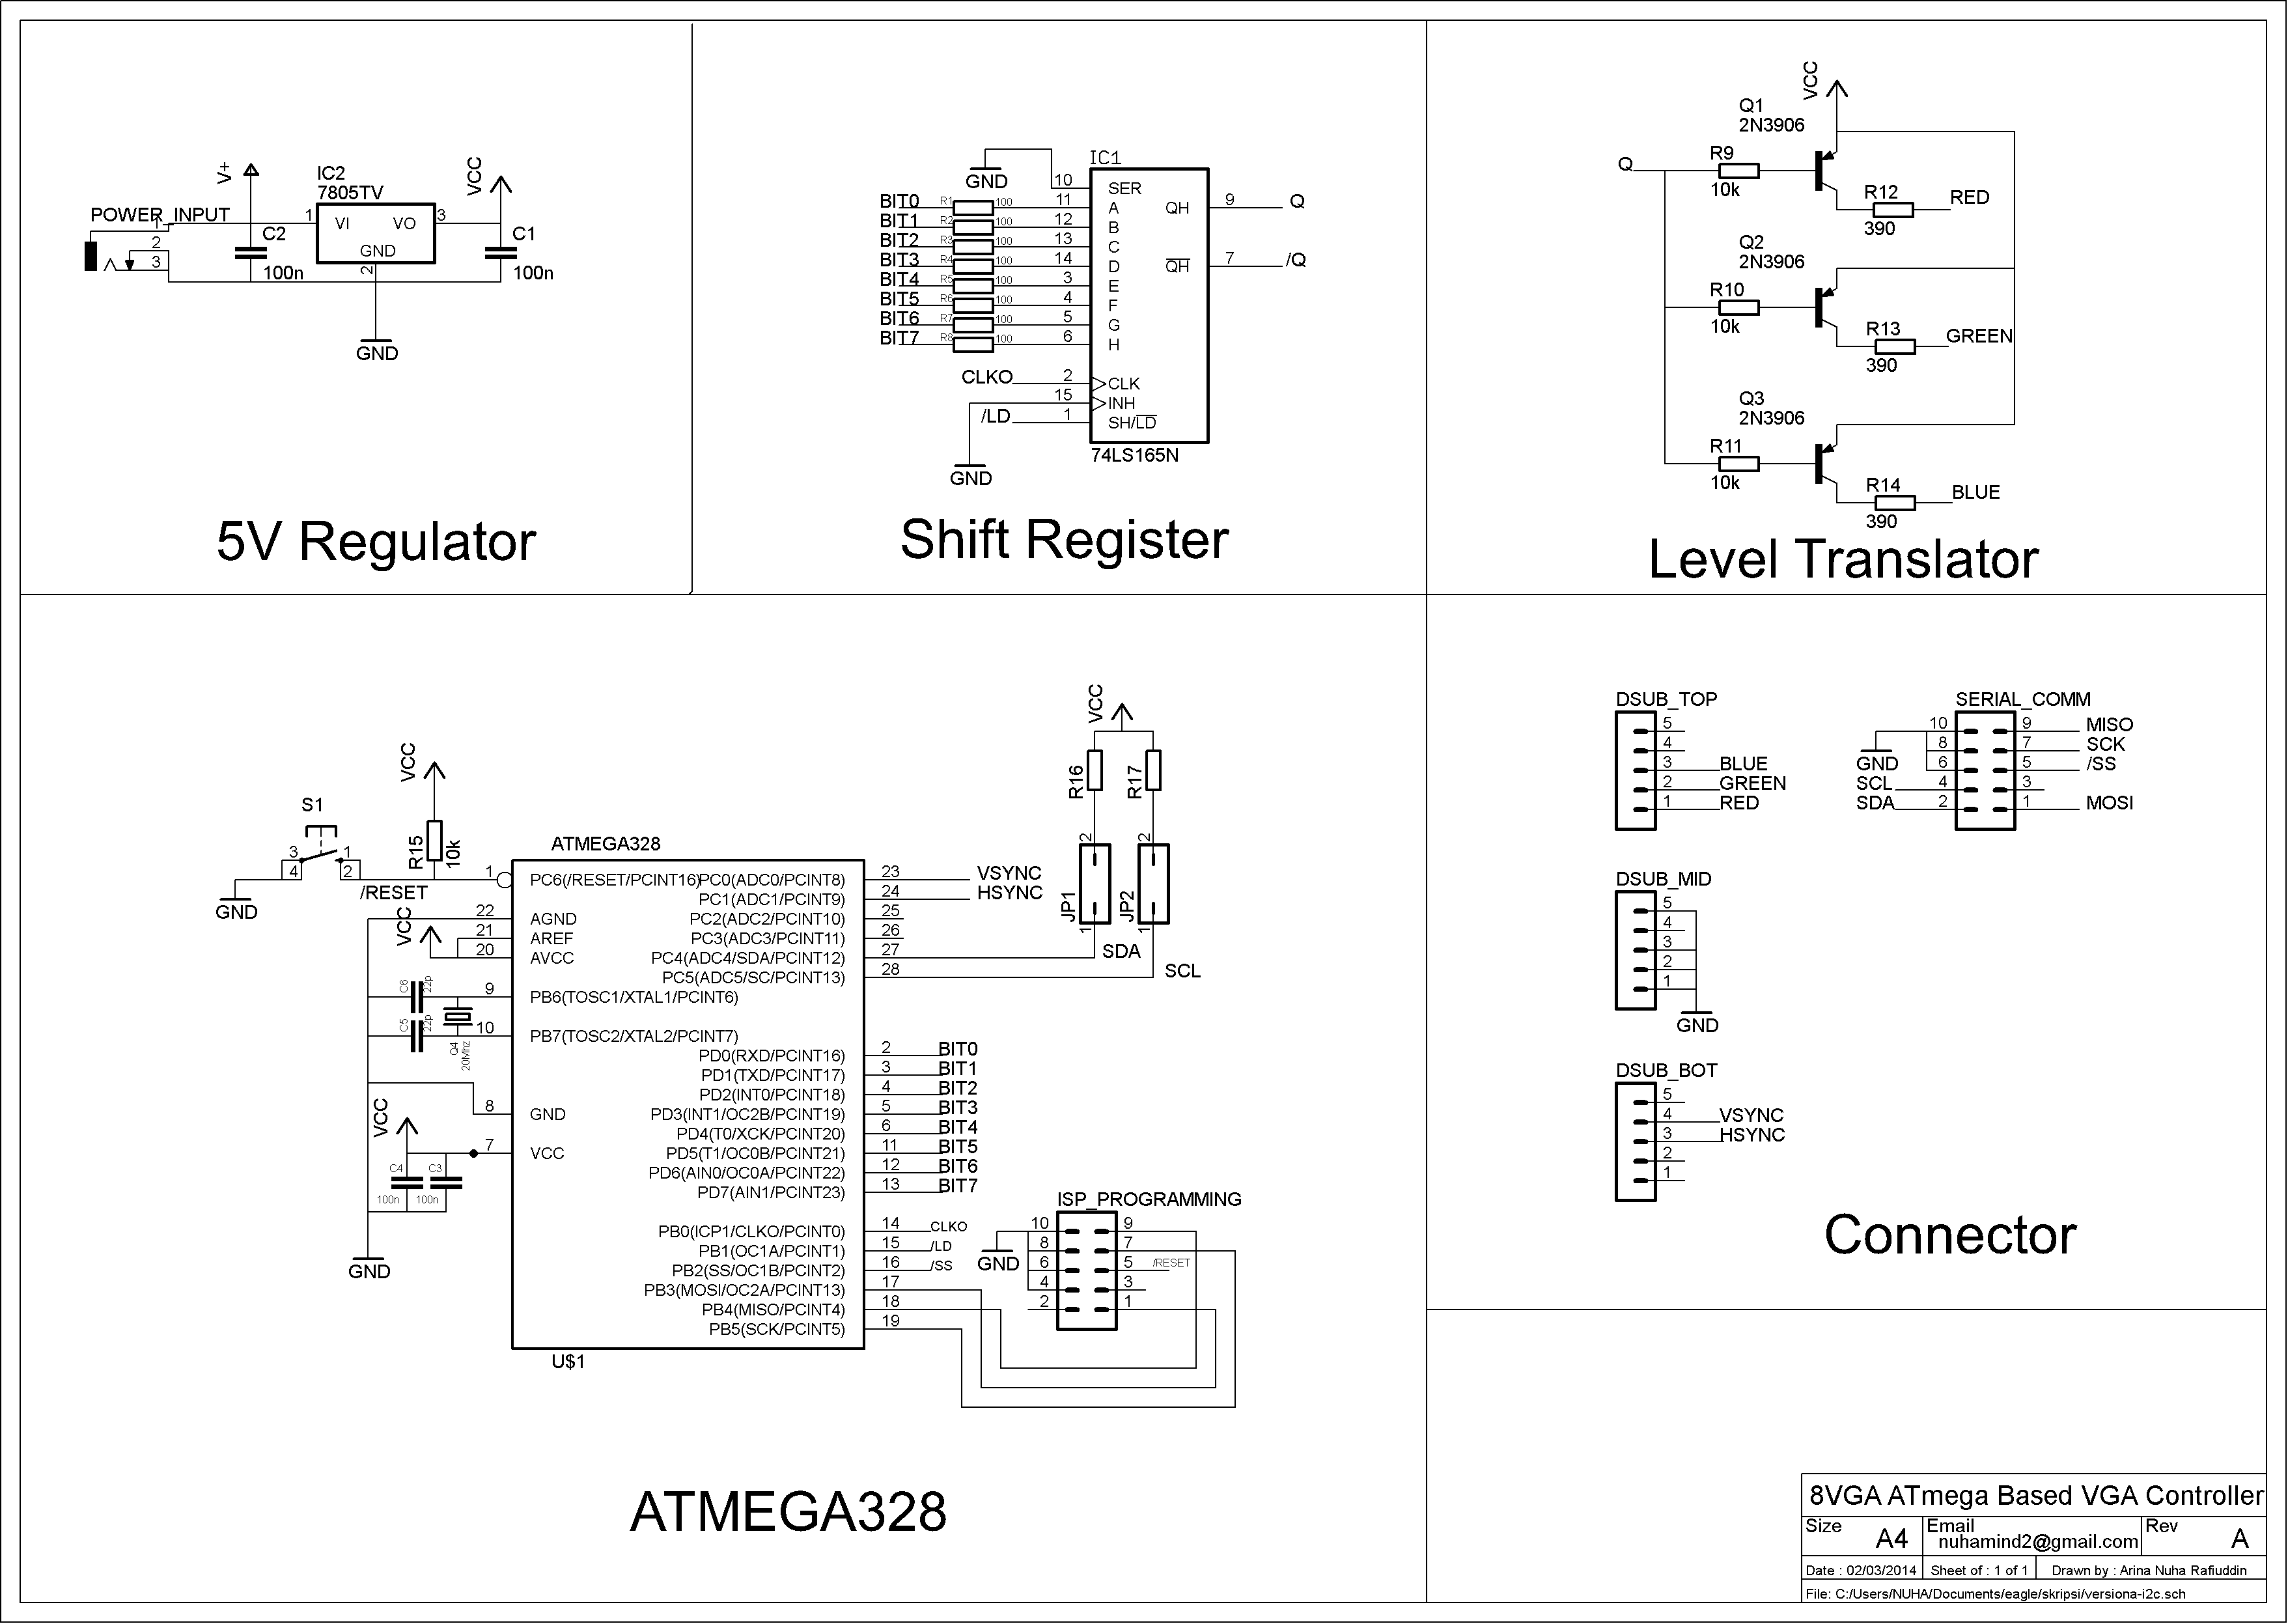 V+
VCC
IC2
7805TV
POWER_INPUT
1
2
3
1
VI
VO
3
GND
2
C2
100n
C1
100n
GND
5V Regulator
IC1
GND
10
SER
BIT0 R1 100 11 A
BIT1 R2 100 12 B
BIT2 R3 100 13 C
BIT3 R4 100 14 D
BIT4 R5 100 3 E
BIT5 R6 100 4 F
BIT6 R7 100 5 G
BIT7 R8 100 6 H
QH 9 Q
QH 7 /Q
CLKO 2 CLK
15 INH
/LD 1 SH/LD
GND
74LS165N
Shift Register
VCC
Q1
2N3906
Q
R9
10k
R12
390
RED
Q2
2N3906
R10
10k
R13
390
GREEN
Q3
2N3906
R11
10k
R14
390
BLUE
Level Translator
VCC
R16
R17
2
2
JP1
JP2
1
1
SDA
SCL
VCC
S1
3
4
1
2
R15
10k
/RESET
GND
ATMEGA328
1 PC6(/RESET/PCINT16)
22 AGND
21 AREF
20 AVCC
VCC
9 PB6(TOSC1/XTAL1/PCINT6)
10 PB7(TOSC2/XTAL2/PCINT7)
C6
22p
C5
22p
Q4
20Mhz
8 GND
7 VCC
VCC
C4
100n
C3
100n
GND
PC0(ADC0/PCINT8) 23 VSYNC
PC1(ADC1/PCINT9) 24 HSYNC
PC2(ADC2/PCINT10) 25
PC3(ADC3/PCINT11) 26
PC4(ADC4/SDA/PCINT12) 27
PC5(ADC5/SC/PCINT13) 28
PD0(RXD/PCINT16) 2 BIT0
PD1(TXD/PCINT17) 3 BIT1
PD2(INT0/PCINT18) 4 BIT2
PD3(INT1/OC2B/PCINT19) 5 BIT3
PD4(T0/XCK/PCINT20) 6 BIT4
PD5(T1/OC0B/PCINT21) 11 BIT5
PD6(AIN0/OC0A/PCINT22) 12 BIT6
PD7(AIN1/PCINT23) 13 BIT7
PB0(ICP1/CLKO/PCINT0) 14 CLKO
PB1(OC1A/PCINT1) 15 /LD
PB2(SS/OC1B/PCINT2) 16 /SS
PB3(MOSI/OC2A/PCINT13) 17
PB4(MISO/PCINT4) 18
PB5(SCK/PCINT5) 19
U$1
ISP_PROGRAMMING
10 9
8 7
6 5 /RESET
4 3
2 1
GND
ATMEGA328
DSUB_TOP
5
4
3 BLUE
2 GREEN
1 RED
SERIAL_COMM
10 9 MISO
8 7 SCK
GND 6 5 /SS
SCL 4 3
SDA 2 1 MOSI
DSUB_MID
5
4
3
2
1
GND
DSUB_BOT
5
4 VSYNC
3 HSYNC
2
1
Connector
8VGA ATmega Based VGA Controller
Size A4
Email nuhamind2@gmail.com
Rev A
Date : 02/03/2014
Sheet of : 1 of 1
Drawn by : Arina Nuha Rafiuddin
File: C:/Users/NUHA/Documents/eagle/skripsi/versiona-i2c.sch